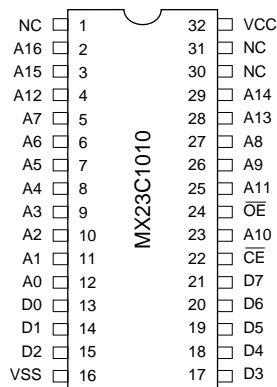 NC 1 32 VCC
A16 2 31 NC
A15 3 30 NC
A12 4 29 A14
A7 5 28 A13
A6 6 27 A8
A5 7 26 A9
A4 8 25 A11
A3 9 24 OE
A2 10 23 A10
A1 11 22 CE
A0 12 21 D7
D0 13 20 D6
D1 14 19 D5
D2 15 18 D4
VSS 16 17 D3
MX23C1010